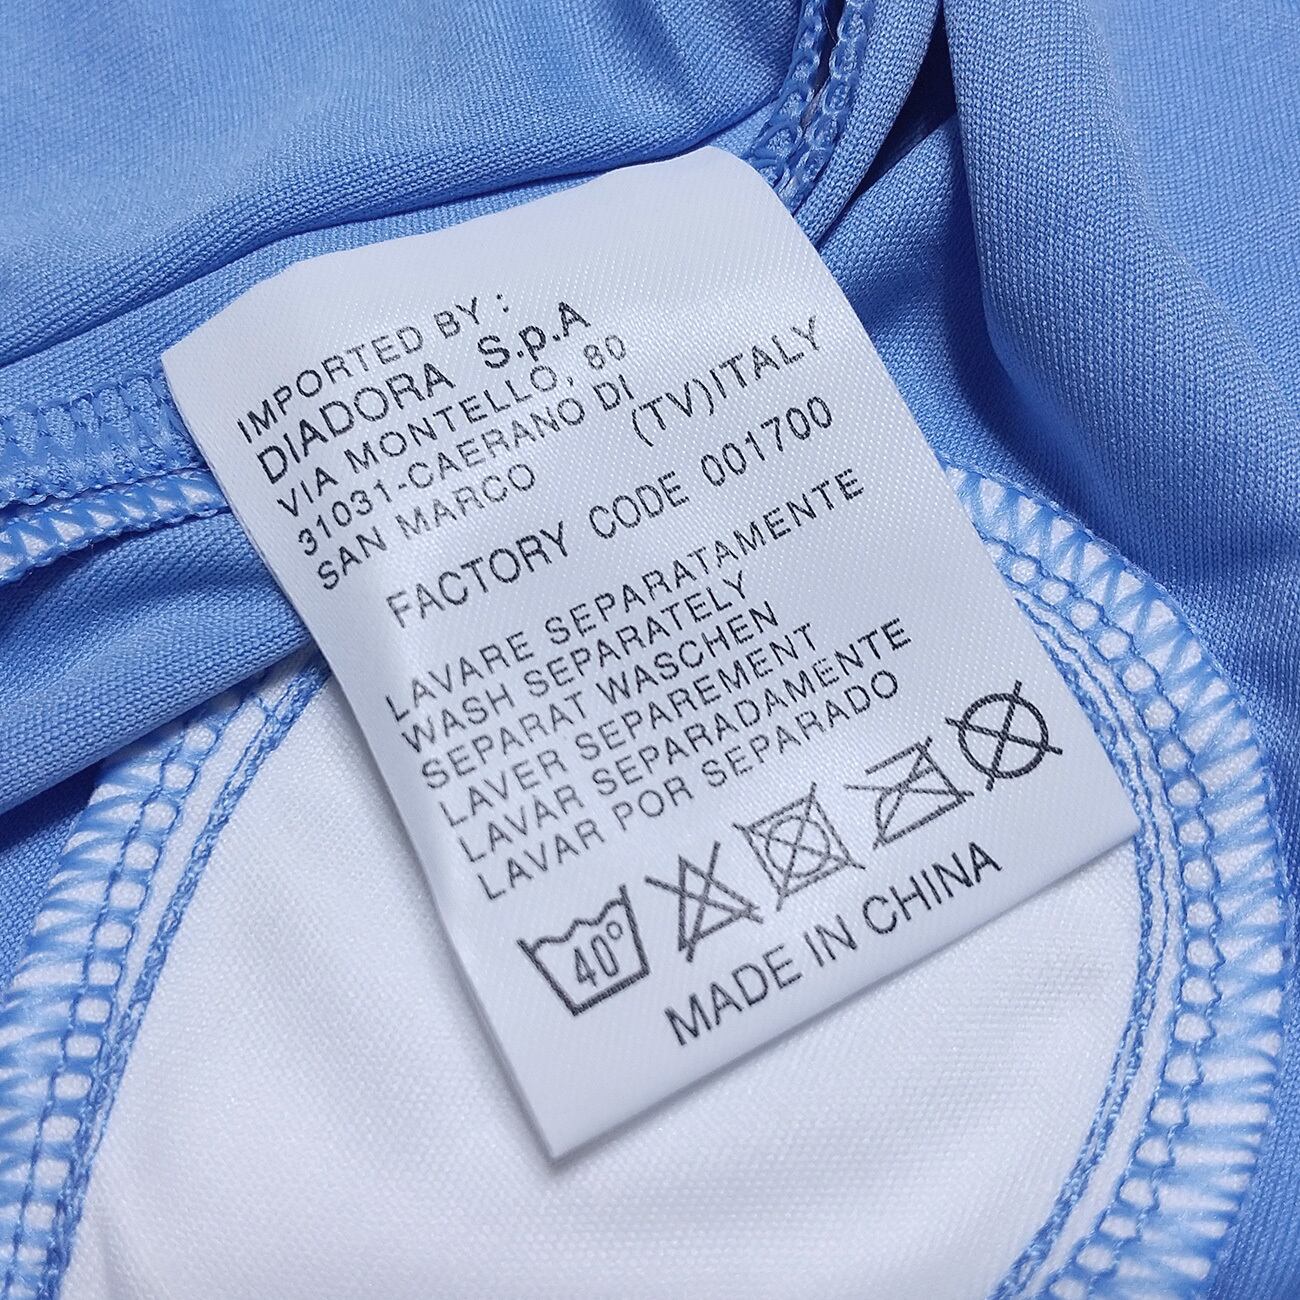 IMPORTED BY :
DIADORA S.p.A
VIA MONTELLO, 80
31031-CAERANO DI
SAN MARCO (TV)ITALY
FACTORY CODE 001700
LAVARE SEPARATAMENTE
WASH SEPARATELY
SEPARAT WASCHEN
LAVER SEPAREMENT
LAVAR SEPARADAMENTE
LAVAR POR SEPARADO
40°
MADE IN CHINA